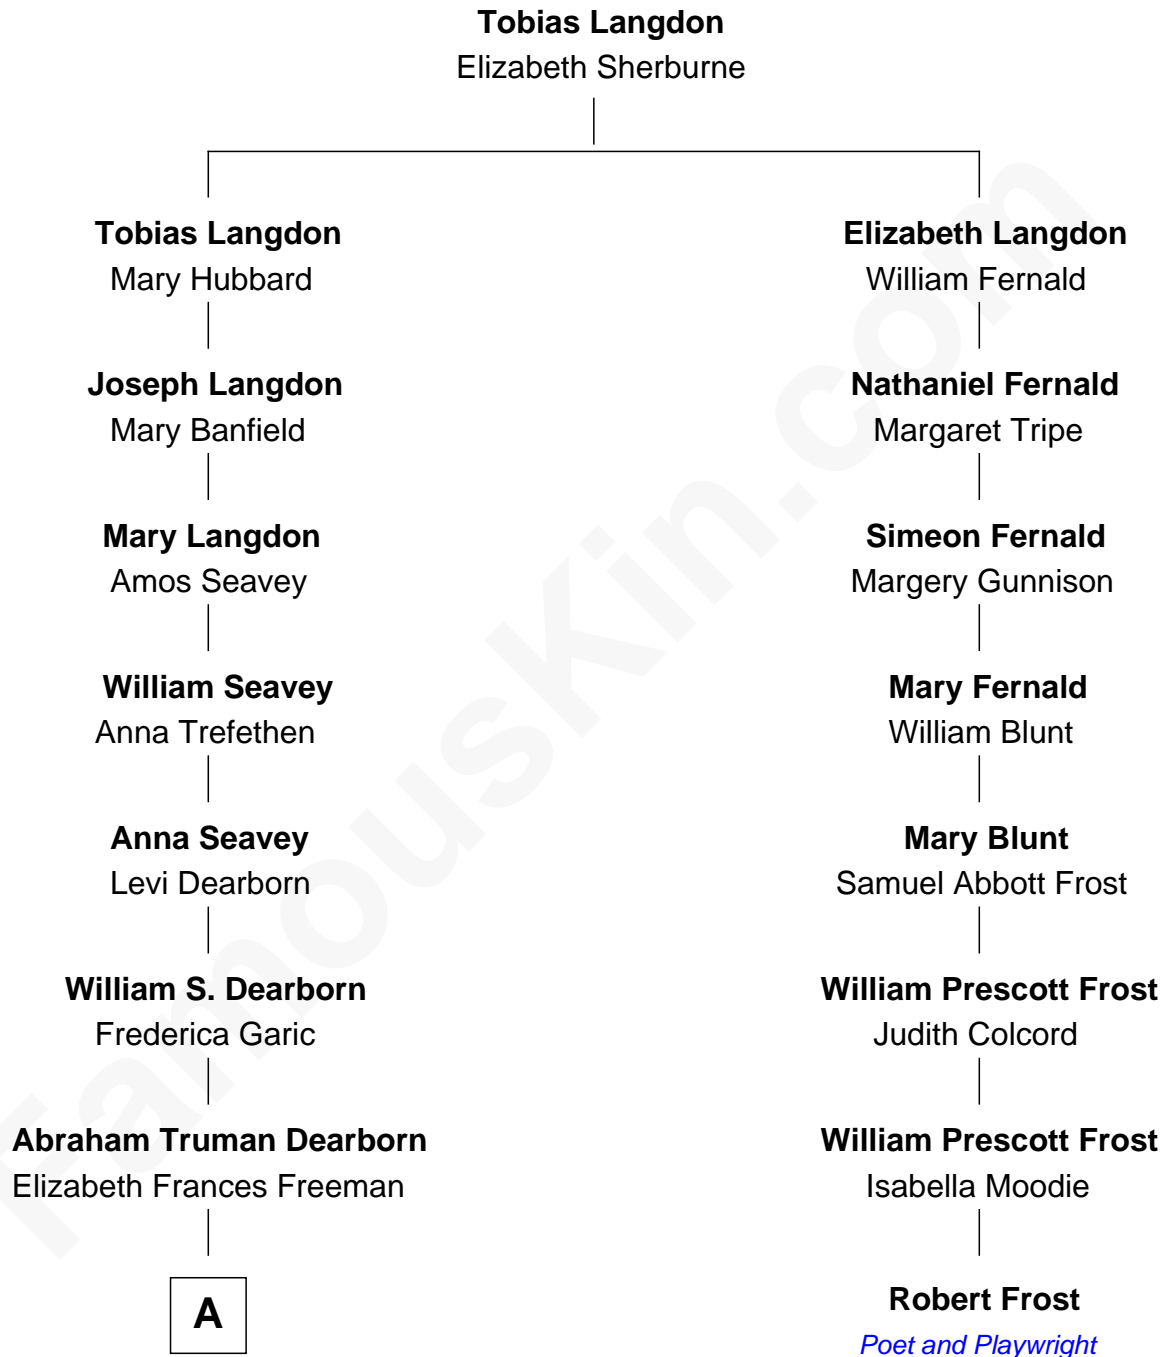 Tobias Langdon
Elizabeth Sherburne
Tobias Langdon
Mary Hubbard
Elizabeth Langdon
William Fernald
Joseph Langdon
Mary Banfield
Nathaniel Fernald
Margaret Tripe
Mary Langdon
Amos Seavey
Simeon Fernald
Margery Gunnison
William Seavey
Anna Trefethen
Mary Fernald
William Blunt
Anna Seavey
Levi Dearborn
Mary Blunt
Samuel Abbott Frost
William S. Dearborn
Frederica Garic
William Prescott Frost
Judith Colcord
Abraham Truman Dearborn
Elizabeth Frances Freeman
William Prescott Frost
Isabella Moodie
A
Robert Frost
Poet and Playwright
FamousKin.com